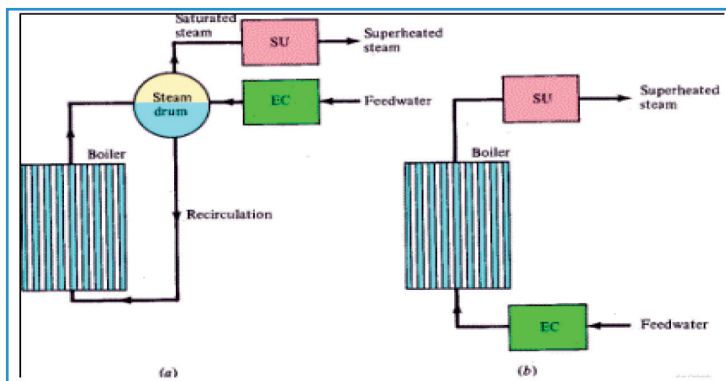 Saturated
steam
SU
Superheated
steam
Steam
drum
EC
Feedwater
Boiler
Recirculation
(a)
SU
Superheated
steam
Boiler
EC
Feedwater
(b)